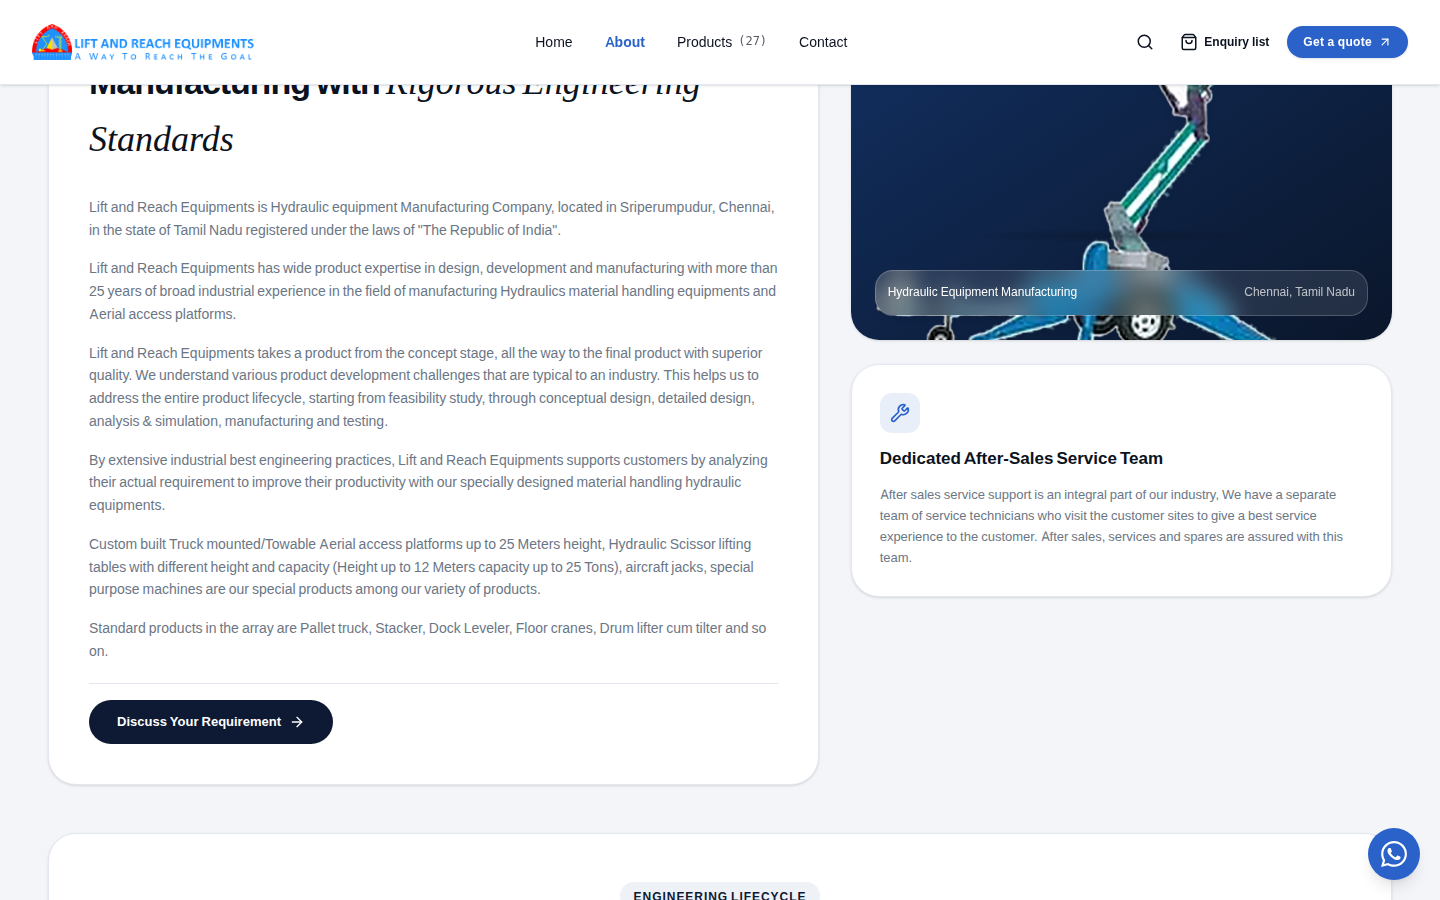 LIFT AND REACH EQUIPMENTS
A WAY TO REACH THE GOAL
Home
About
Products (27)
Contact
Enquiry list
Get a quote
Manufacturing with Rigorous Engineering
Standards
Lift and Reach Equipments is Hydraulic equipment Manufacturing Company, located in Sriperumpudur, Chennai,
in the state of Tamil Nadu registered under the laws of "The Republic of India".
Lift and Reach Equipments has wide product expertise in design, development and manufacturing with more than
25 years of broad industrial experience in the field of manufacturing Hydraulics material handling equipments and
Aerial access platforms.
Lift and Reach Equipments takes a product from the concept stage, all the way to the final product with superior
quality. We understand various product development challenges that are typical to an industry. This helps us to
address the entire product lifecycle, starting from feasibility study, through conceptual design, detailed design,
analysis & simulation, manufacturing and testing.
By extensive industrial best engineering practices, Lift and Reach Equipments supports customers by analyzing
their actual requirement to improve their productivity with our specially designed material handling hydraulic
equipments.
Custom built Truck mounted/Towable Aerial access platforms up to 25 Meters height, Hydraulic Scissor lifting
tables with different height and capacity (Height up to 12 Meters capacity up to 25 Tons), aircraft jacks, special
purpose machines are our special products among our variety of products.
Standard products in the array are Pallet truck, Stacker, Dock Leveler, Floor cranes, Drum lifter cum tilter and so
on.
Discuss Your Requirement
Hydraulic Equipment Manufacturing
Chennai, Tamil Nadu
Dedicated After-Sales Service Team
After sales service support is an integral part of our industry, We have a separate
team of service technicians who visit the customer sites to give a best service
experience to the customer. After sales, services and spares are assured with this
team.
ENGINEERING LIFECYCLE